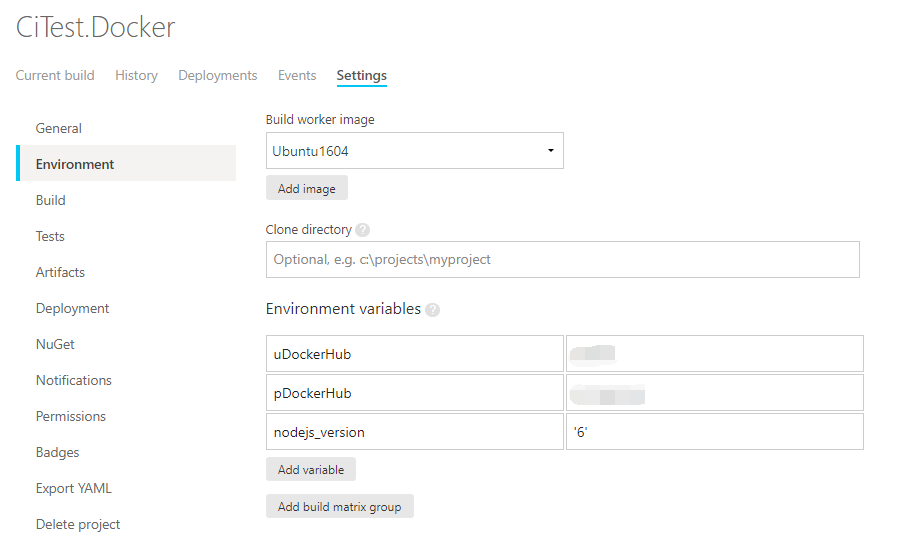 CiTest.Docker
Current build History Deployments Events Settings
General
Environment
Build
Tests
Artifacts
Deployment
NuGet
Notifications
Permissions
Badges
Export YAML
Delete project
Build worker image
Ubuntu1604
Add image
Clone directory ?
Optional, e.g. c:\projects\myproject
Environment variables ?
uDockerHub
pDockerHub
nodejs_version '6'
Add variable
Add build matrix group